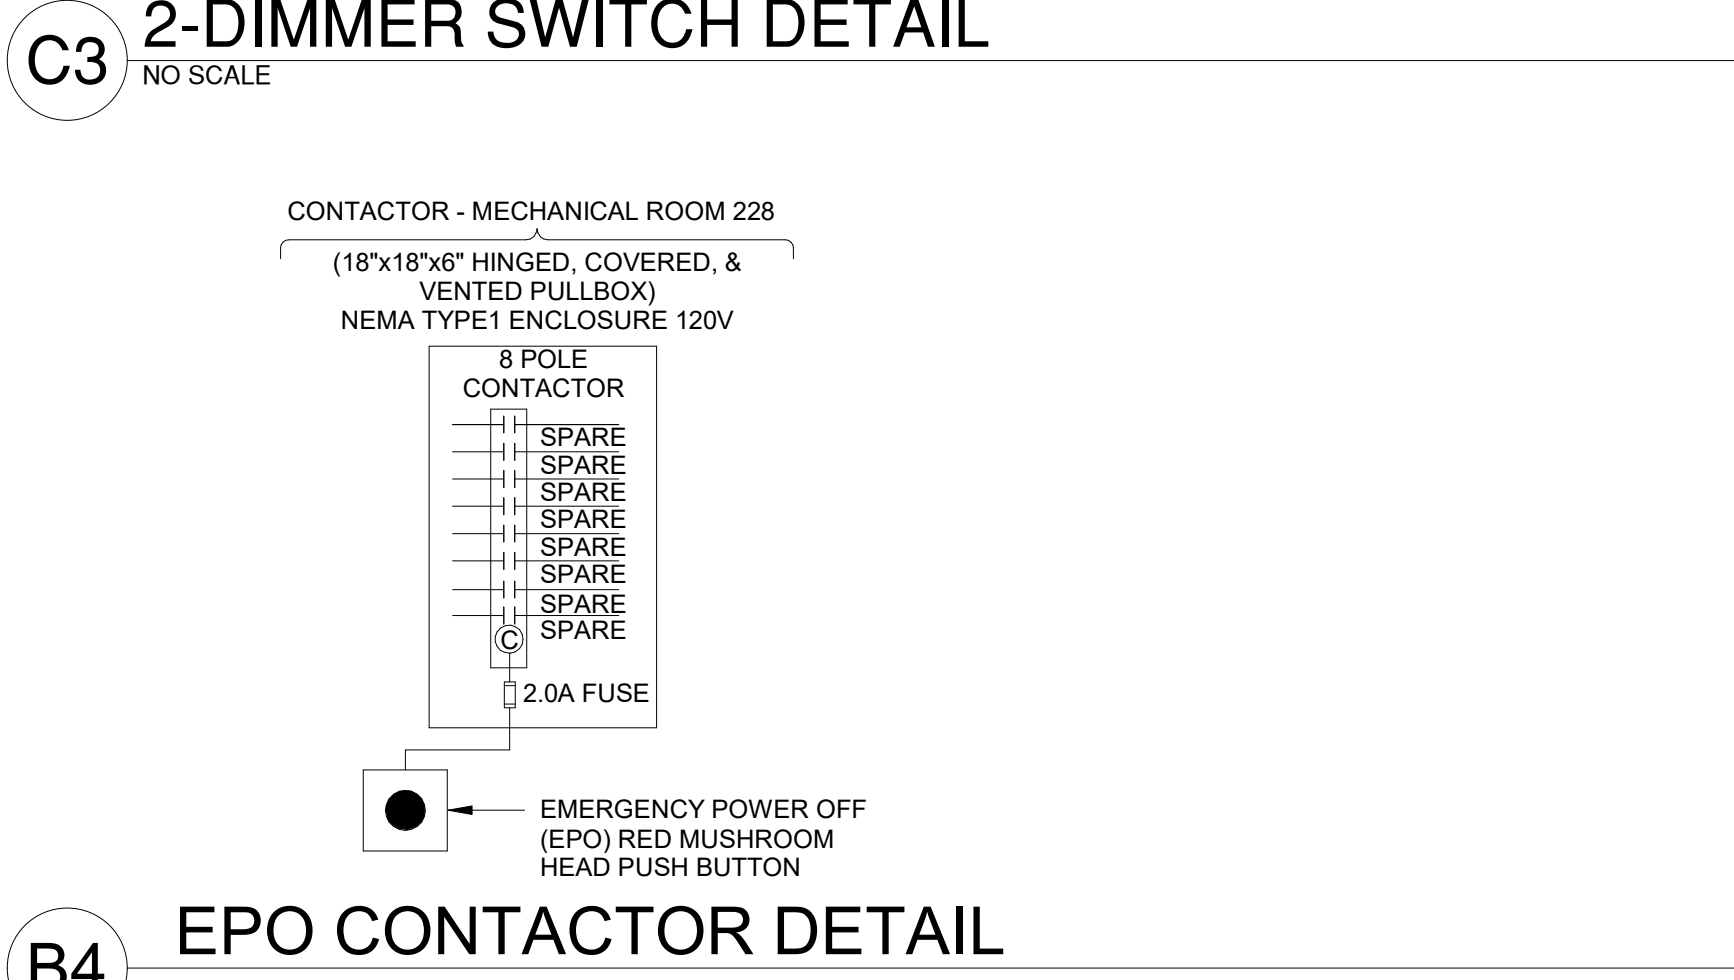 C3
2-DIMMER SWITCH DETAIL
NO SCALE
CONTACTOR - MECHANICAL ROOM 228
(18"x18"x6" HINGED, COVERED, &
VENTED PULLBOX)
NEMA TYPE1 ENCLOSURE 120V
8 POLE
CONTACTOR
SPARE
SPARE
SPARE
SPARE
SPARE
SPARE
SPARE
SPARE
C
2.0A FUSE
EMERGENCY POWER OFF
(EPO) RED MUSHROOM
HEAD PUSH BUTTON
B4
EPO CONTACTOR DETAIL